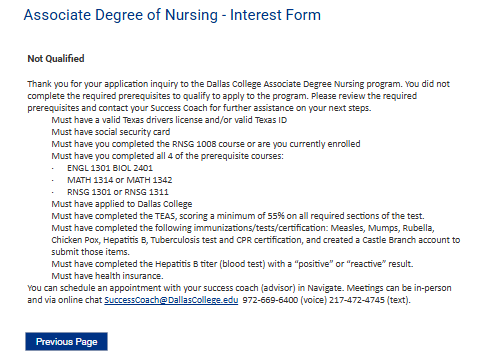 Associate Degree of Nursing - Interest Form
Not Qualified
Thank you for your application inquiry to the Dallas College Associate Degree Nursing program. You did not
complete the required prerequisites to qualify to apply to the program. Please review the required
prerequisites and contact your Success Coach for further assistance on your next steps.
Must have a valid Texas drivers license and/or valid Texas ID
Must have social security card
Must have you completed the RNSG 1008 course or are you currently enrolled
Must have you completed all 4 of the prerequisite courses:
· ENGL 1301 BIOL 2401
· MATH 1314 or MATH 1342
· RNSG 1301 or RNSG 1311
Must have applied to Dallas College
Must have completed the TEAS, scoring a minimum of 55% on all required sections of the test.
Must have completed the following immunizations/tests/certification: Measles, Mumps, Rubella,
Chicken Pox, Hepatitis B, Tuberculosis test and CPR certification, and created a Castle Branch account to
submit those items.
Must have completed the Hepatitis B titer (blood test) with a “positive” or “reactive” result.
Must have health insurance.
You can schedule an appointment with your success coach (advisor) in Navigate. Meetings can be in-person
and via online chat SuccessCoach@DallasCollege.edu 972-669-6400 (voice) 217-472-4745 (text).
Previous Page